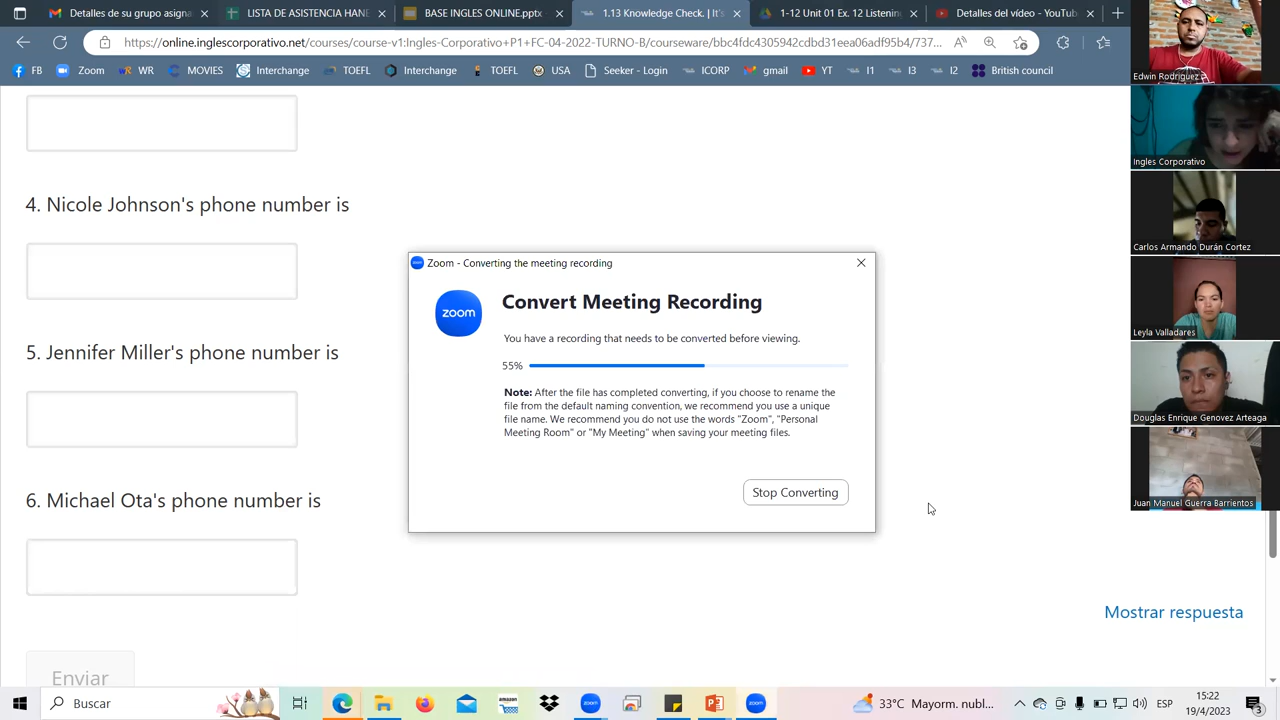 Detalles de su grupo asigna
LISTA DE ASISTENCIA HANE
BASE INGLES ONLINE.pptx
1.13 Knowledge Check. | It's
1-12 Unit 01 Ex. 12 Listenin
del vídeo - YouTub
https://online.inglescorporativo.net/courses/course-v1:Ingles-Corporativo+P1+FC-04-2022-TURNO-B/courseware/bbc4fdc4305942cdbd31eea06adf95b4/737...
FB
Zoom
WR
MOVIES
Interchange
TOEFL
Interchange
TOEFL
USA
Seeker - Login
ICORP
gmail
YT
I1
I3
I2
British council
4. Nicole Johnson's phone number is
5. Jennifer Miller's phone number is
6. Michael Ota's phone number is
Mostrar respuesta
Enviar
Zoom - Converting the meeting recording
zoom
Convert Meeting Recording
You have a recording that needs to be converted before viewing.
55%
Note: After the file has completed converting, if you choose to rename the
file from the default naming convention, we recommend you use a unique
file name. We recommend you do not use the words "Zoom", "Personal
Meeting Room" or "My Meeting" when saving your meeting files.
Stop Converting
Edwin Rodriguez
Ingles Corporativo
Carlos Armando Durán Cortez
Leyla Valladares
Douglas Enrique Genovez Arteaga
Juan Manuel Guerra Barrientos
Buscar
33°C Mayorm. nubl...
ESP
15:22
19/4/2023
3